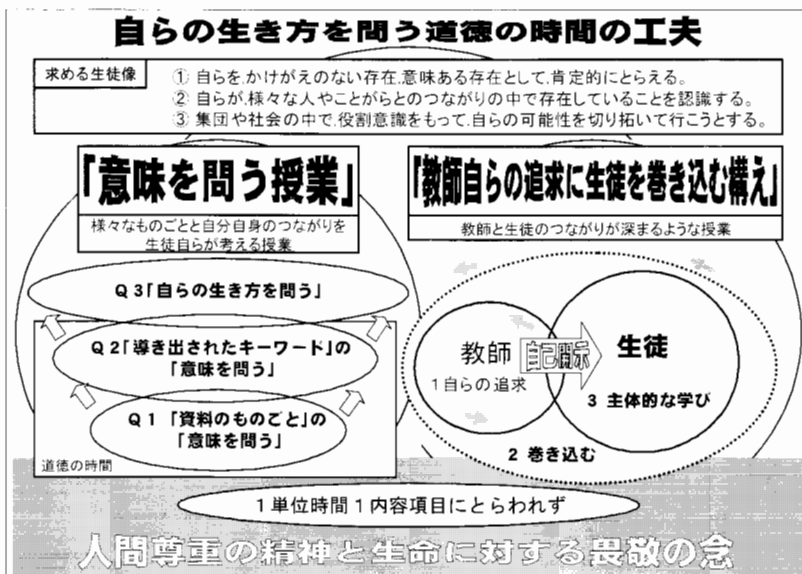 自らの生き方を問う道徳の時間の工夫
求める生徒像
① 自らを,かけがえのない存在,意味ある存在として,肯定的にとらえる。
② 自らが,様々な人やことがらとのつながりの中で存在していることを認識する。
③ 集団や社会の中で,役割意識をもって,自らの可能性を切り拓いて行こうとする。
「意味を問う授業」
様々なものごとと自分自身のつながりを
生徒自らが考える授業
「教師自らの追求に生徒を巻き込む構え」
教師と生徒のつながりが深まるような授業
Q3「自らの生き方を問う」
Q2「導き出されたキーワード」の
「意味を問う」
Q1 「資料のものごと」の
「意味を問う」
道徳の時間
教師
1自らの追求
自己開示
生徒
3 主体的な学び
2 巻き込む
1単位時間1内容項目にとらわれず
人間尊重の精神と生命に対する畏敬の念